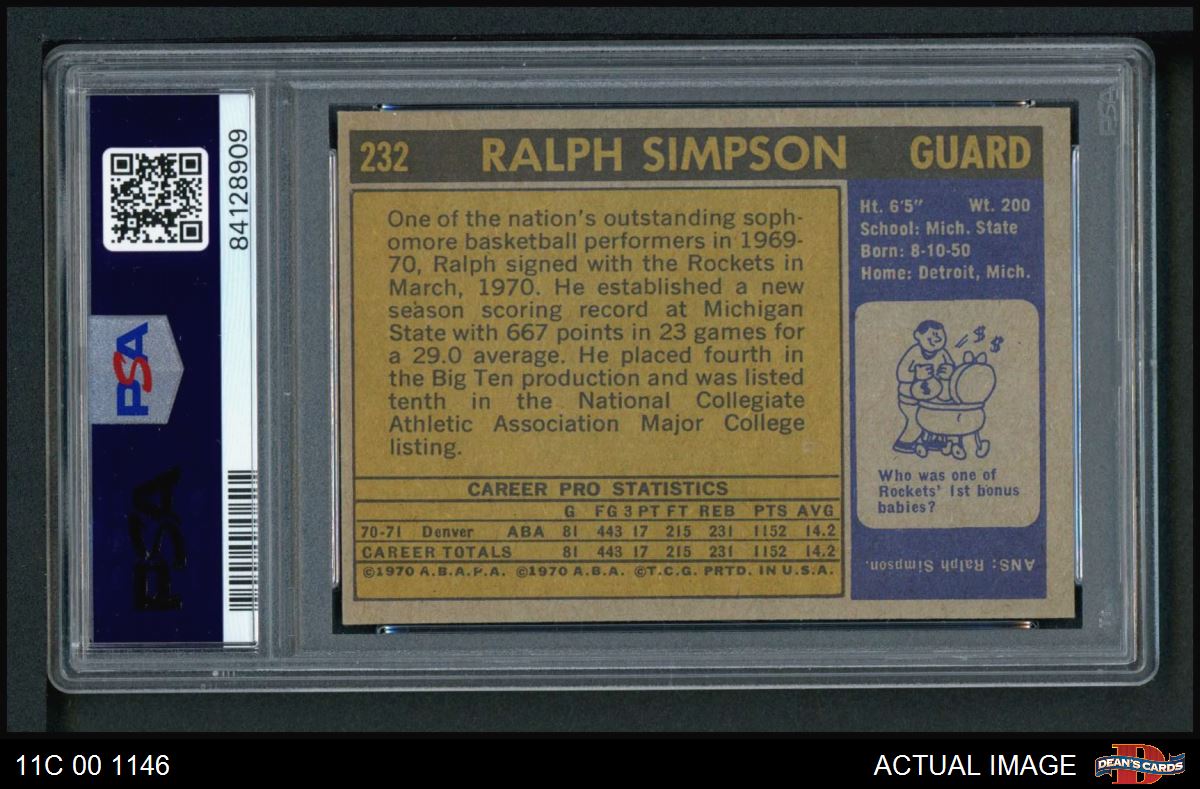 84128909
PSA
PSA
PSA
232 RALPH SIMPSON GUARD
One of the nation's outstanding soph-
omore basketball performers in 1969-
70, Ralph signed with the Rockets in
March, 1970. He established a new
season scoring record at Michigan
State with 667 points in 23 games for
a 29.0 average. He placed fourth in
the Big Ten production and was listed
tenth in the National Collegiate
Athletic Association Major College
listing.
CAREER PRO STATISTICS
G FG 3 PT FT REB PTS AVG
70-71 Denver ABA 81 443 17 215 231 1152 14.2
CAREER TOTALS 81 443 17 215 231 1152 14.2
©1970 A.B.A.P.A. ©1970 A.B.A. ©T.C.G. PRTD. IN U.S.A.
Ht. 6'5" Wt. 200
School: Mich. State
Born: 8-10-50
Home: Detroit, Mich.
$ $
$
Who was one of
Rockets' 1st bonus
babies?
ANS: Ralph Simpson.
11C 00 1146
ACTUAL IMAGE
D
DEAN'S CARDS